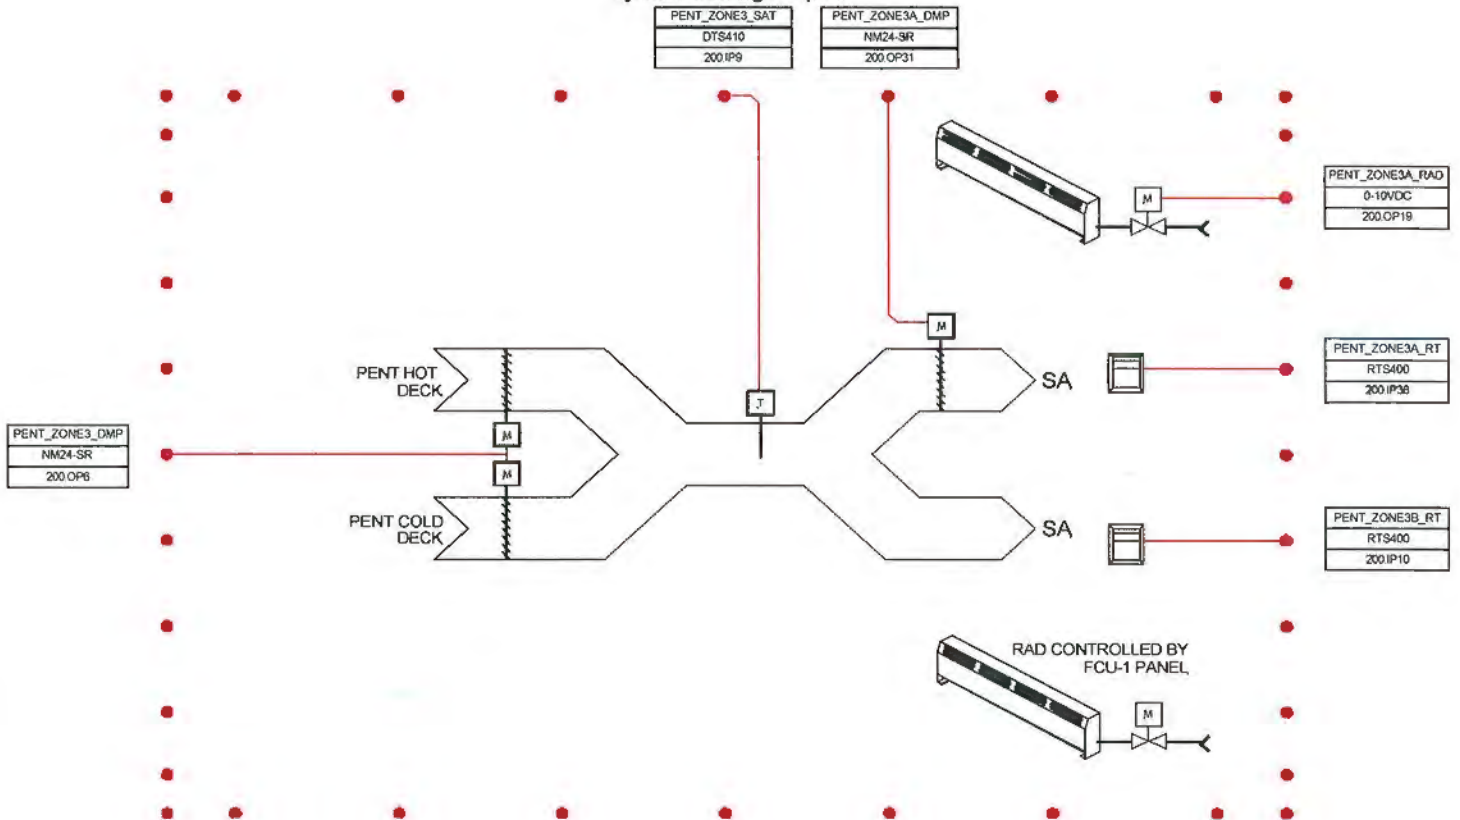 PENT_ZONE3_SAT
DTS410
200.IP9
PENT_ZONE3A_DMP
NM24-SR
200.OP31
PENT_ZONE3A_RAD
0-10VDC
200.OP19
M
M
PENT HOT
DECK
T
SA
PENT_ZONE3A_RT
RTS400
200.IP36
PENT_ZONE3_DMP
NM24-SR
200.OP6
M
M
PENT COLD
DECK
SA
PENT_ZONE3B_RT
RTS400
200.IP10
RAD CONTROLLED BY
FCU-1 PANEL
M